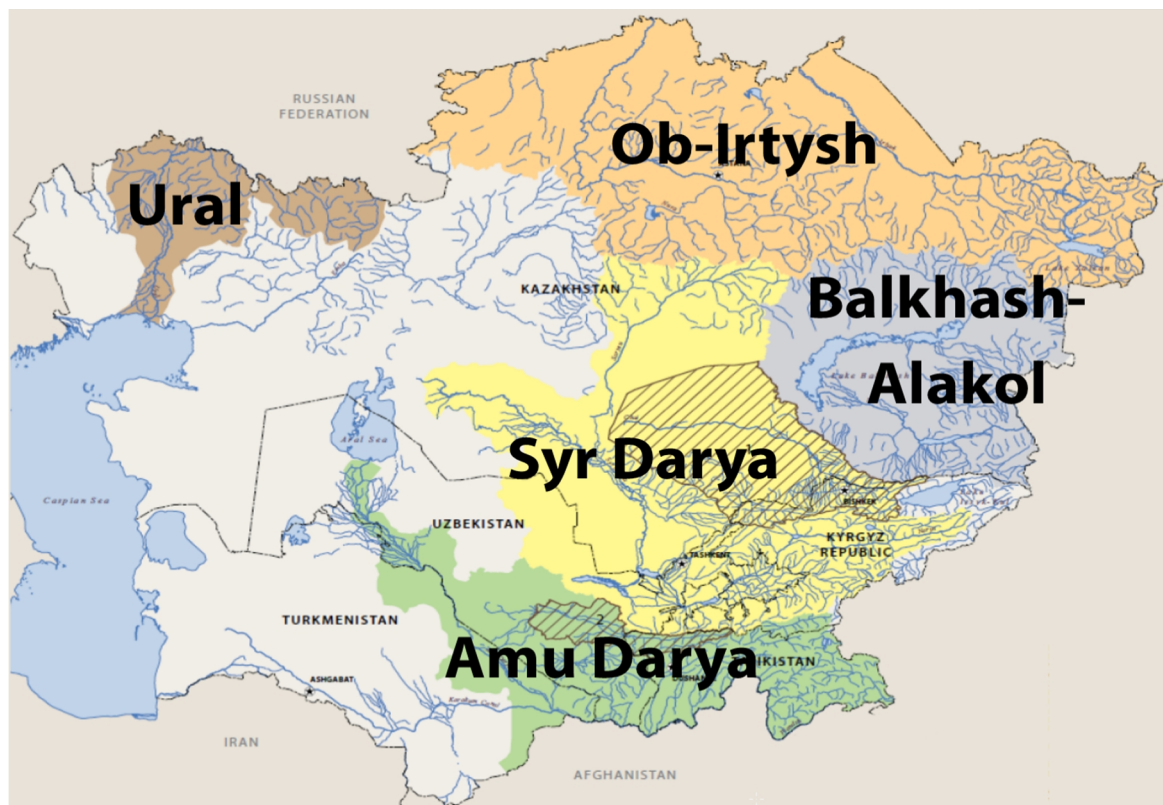 RUSSIAN
FEDERATION
Ob-Irtysh
Ural
KAZAKHSTAN
Balkhash-
Alakol
Syr Darya
Aral Sea
Caspian Sea
UZBEKISTAN
BISHKEK
KYRGYZ
REPUBLIC
TASHKENT
TURKMENISTAN
2
Amu Darya
ASHGABAT
IRAN
AFGHANISTAN